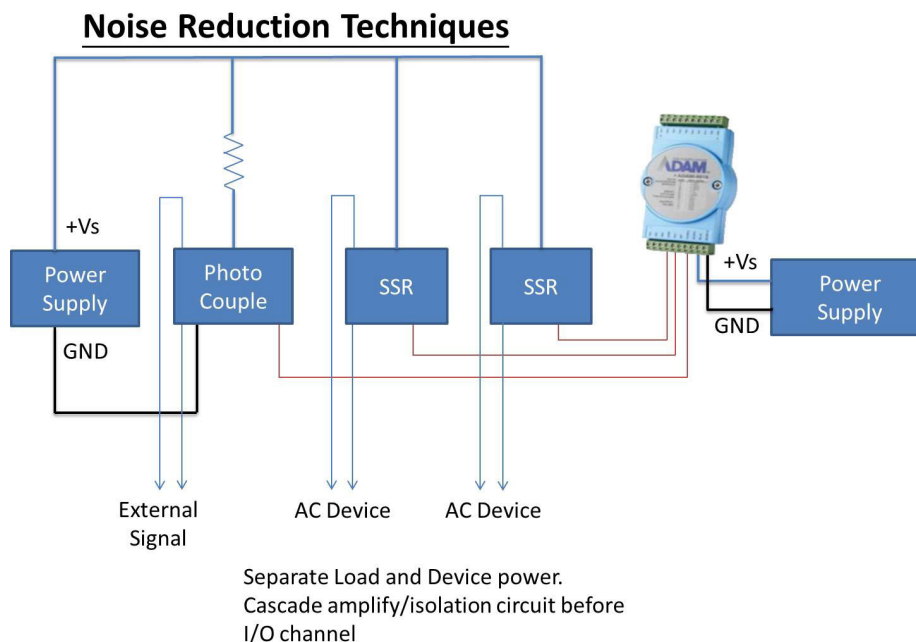 Noise Reduction Techniques
+Vs
Power
Supply
GND
Photo
Couple
SSR
SSR
ADAM
+Vs
GND
Power
Supply
External
Signal
AC Device
AC Device
Separate Load and Device power.
Cascade amplify/isolation circuit before
I/O channel